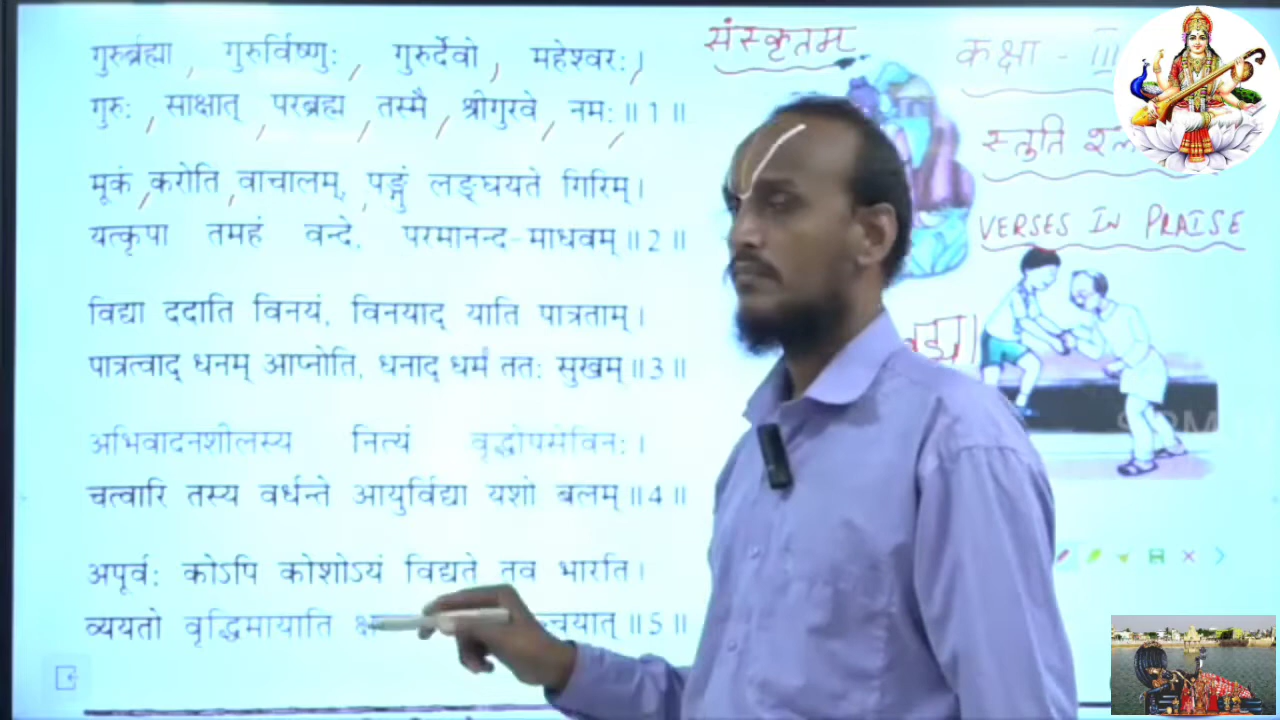 गुरुर्ब्रह्मा गुरुर्विष्णुः गुरुर्देवो महेश्वरः।
गुरुः साक्षात् परब्रह्म तस्मै श्रीगुरवे नमः॥1॥
मूकं करोति वाचालम्, पङ्गुं लङ्घयते गिरिम्।
यत्कृपा तमहं वन्दे, परमानन्द-माधवम्॥2॥
विद्या ददाति विनयं, विनयाद् याति पात्रताम्।
पात्रत्वाद् धनम् आप्नोति, धनाद् धर्मं ततः सुखम्॥3॥
अभिवादनशीलस्य नित्यं वृद्धोपसेविनः।
चत्वारि तस्य वर्धन्ते आयुर्विद्या यशो बलम्॥4॥
अपूर्वः कोऽपि कोशोऽयं विद्यते तव भारति।
व्ययतो वृद्धिमायाति ञ्चयात्॥5॥
संस्कृतम्
कक्षा - III
स्तुति
VERSES IN PRAISE